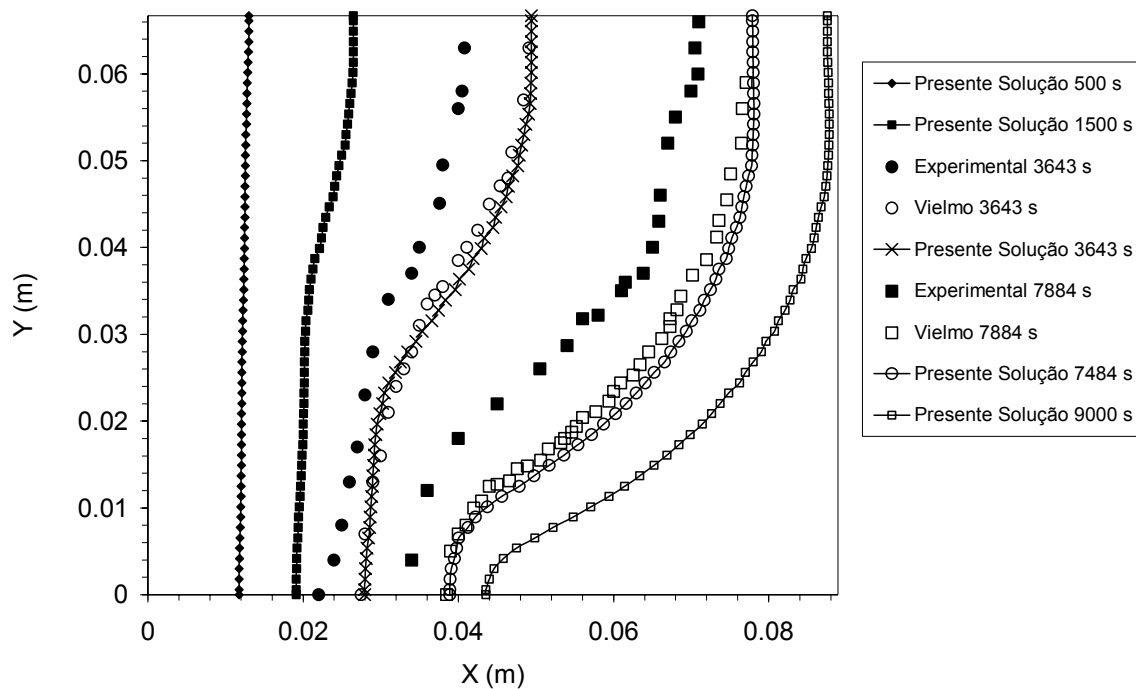 0.06
0.05
0.04
0.03
0.02
0.01
0
Y (m)
0
0.02
0.04
0.06
0.08
X (m)
Presente Solução 500 s
Presente Solução 1500 s
Experimental 3643 s
Vielmo 3643 s
Presente Solução 3643 s
Experimental 7884 s
Vielmo 7884 s
Presente Solução 7484 s
Presente Solução 9000 s